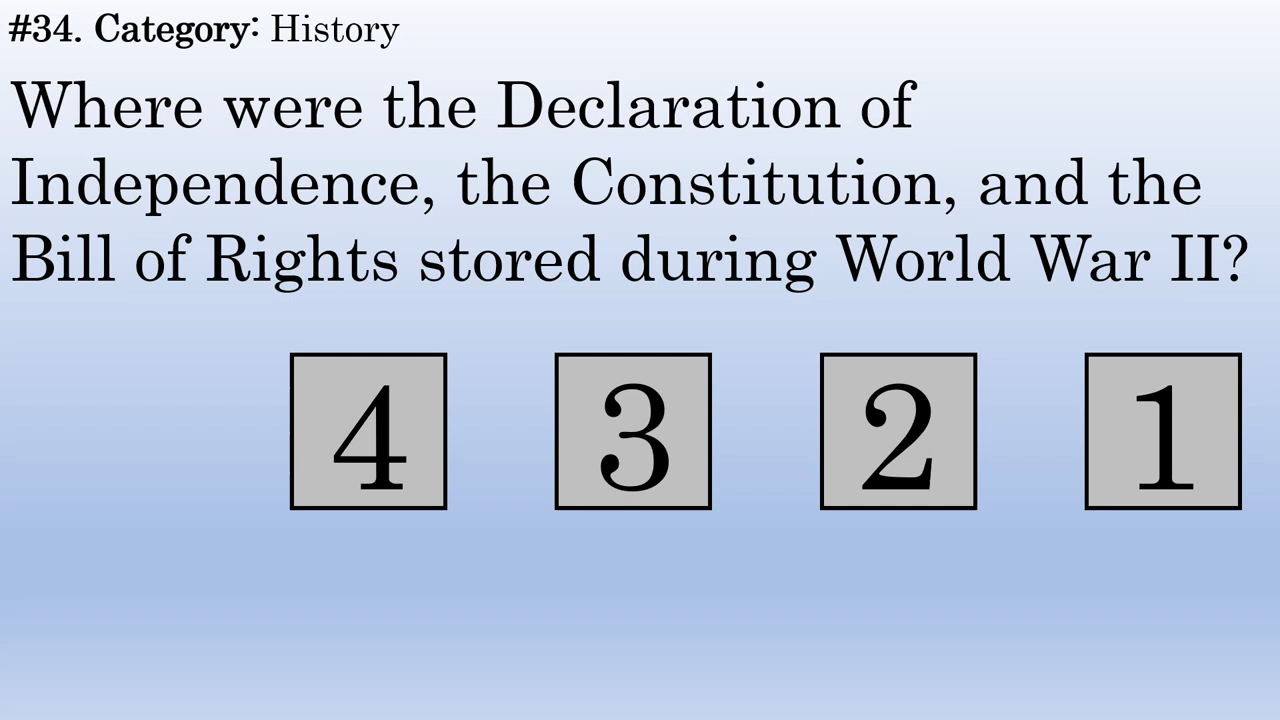 #34. Category: History
Where were the Declaration of
Independence, the Constitution, and the
Bill of Rights stored during World War II?
4 3 2 1